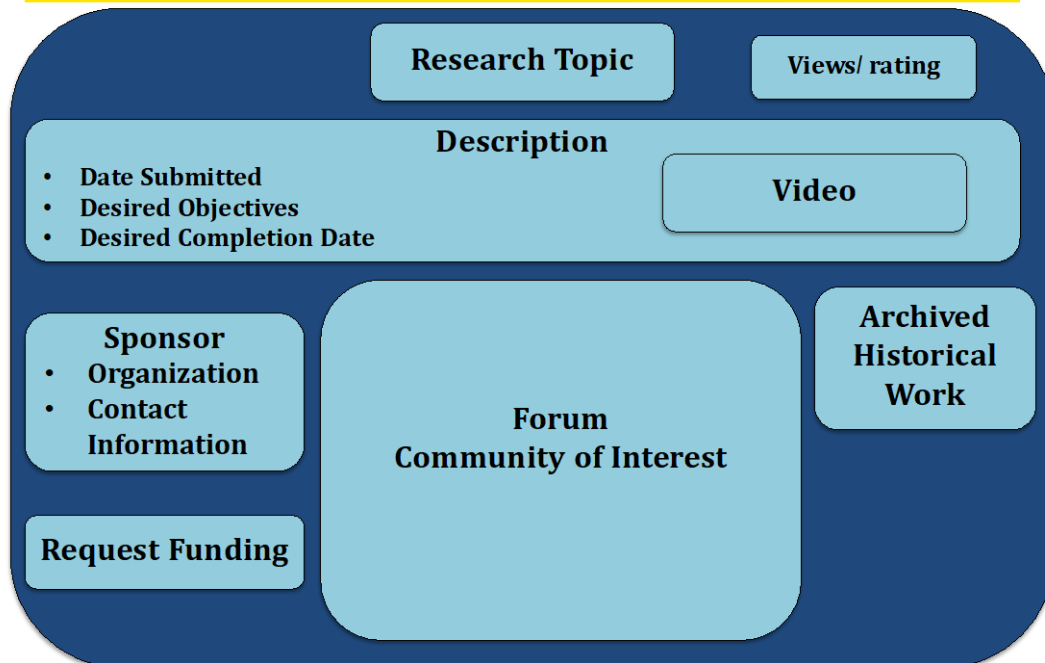 Research Topic
Views/ rating
Description
• Date Submitted
• Desired Objectives
• Desired Completion Date
Video
Sponsor
• Organization
• Contact
Information
Request Funding
Forum
Community of Interest
Archived
Historical
Work